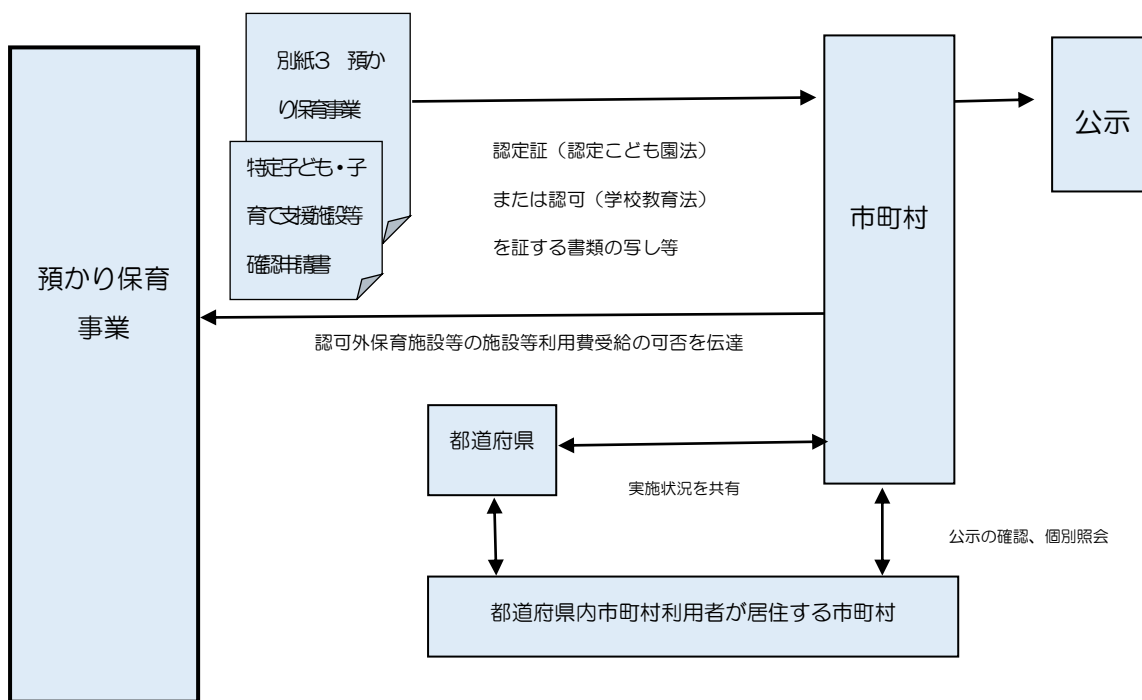 別紙3　預か
り保育事業
特定子ども・子
育て支援施設等
確認申請書
預かり保育
事業
認定証（認定こども園法）
または認可（学校教育法）
を証する書類の写し等
市町村
公示
認可外保育施設等の施設等利用費受給の可否を伝達
都道府県
実施状況を共有
公示の確認、個別照会
都道府県内市町村利用者が居住する市町村